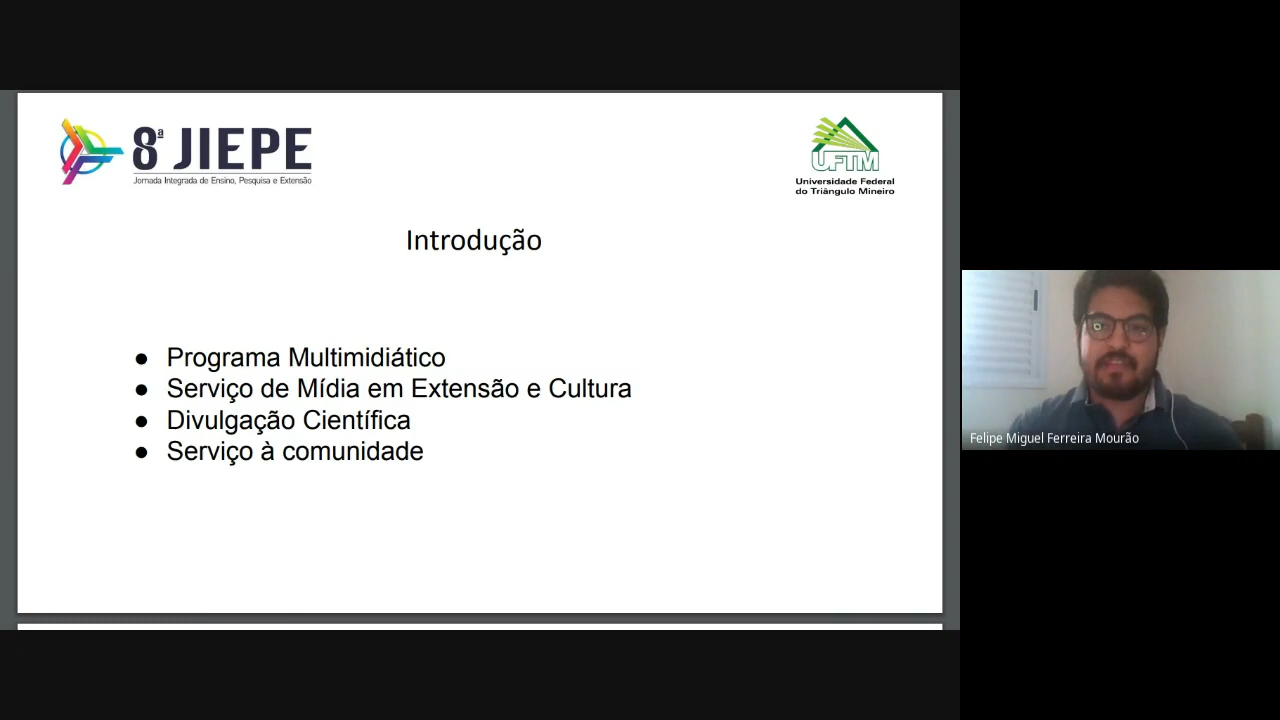 8ª JIEPE
Jornada Integrada de Ensino, Pesquisa e Extensão
UFTM
Universidade Federal
do Triângulo Mineiro
Introdução
● Programa Multimidiático
● Serviço de Mídia em Extensão e Cultura
● Divulgação Científica
● Serviço à comunidade
Felipe Miguel Ferreira Mourão